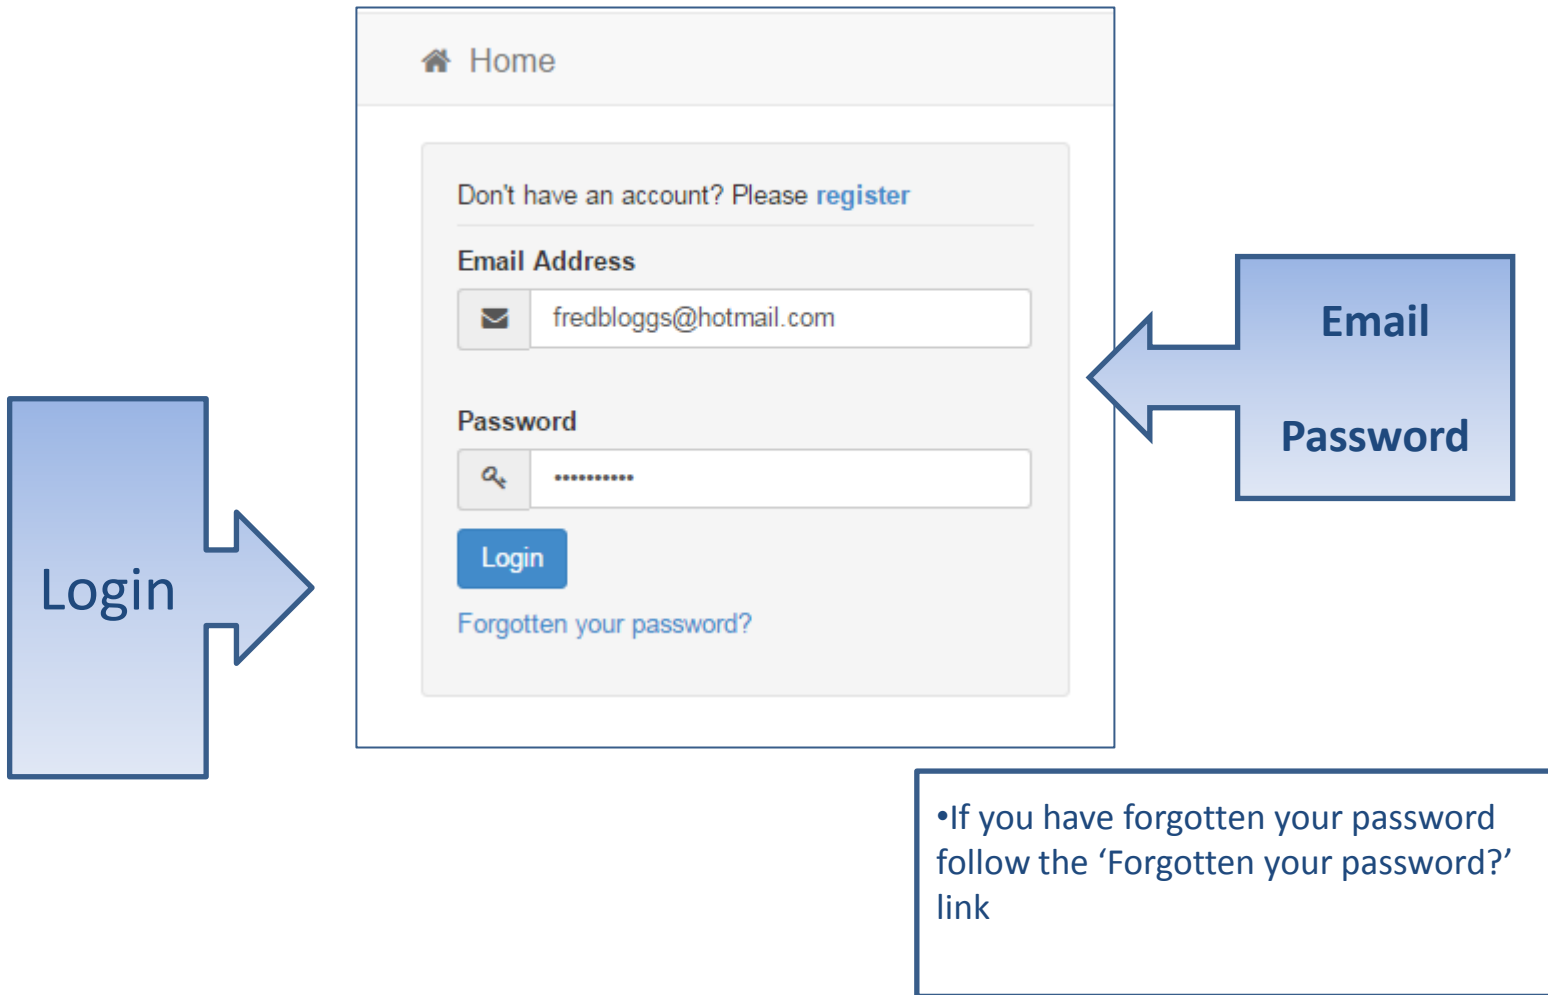 Home
Don't have an account? Please register
Email Address
fredbloggs@hotmail.com
Password
••••••••••
Login
Forgotten your password?
Login
Email
Password
•If you have forgotten your password
follow the ‘Forgotten your password?’
link